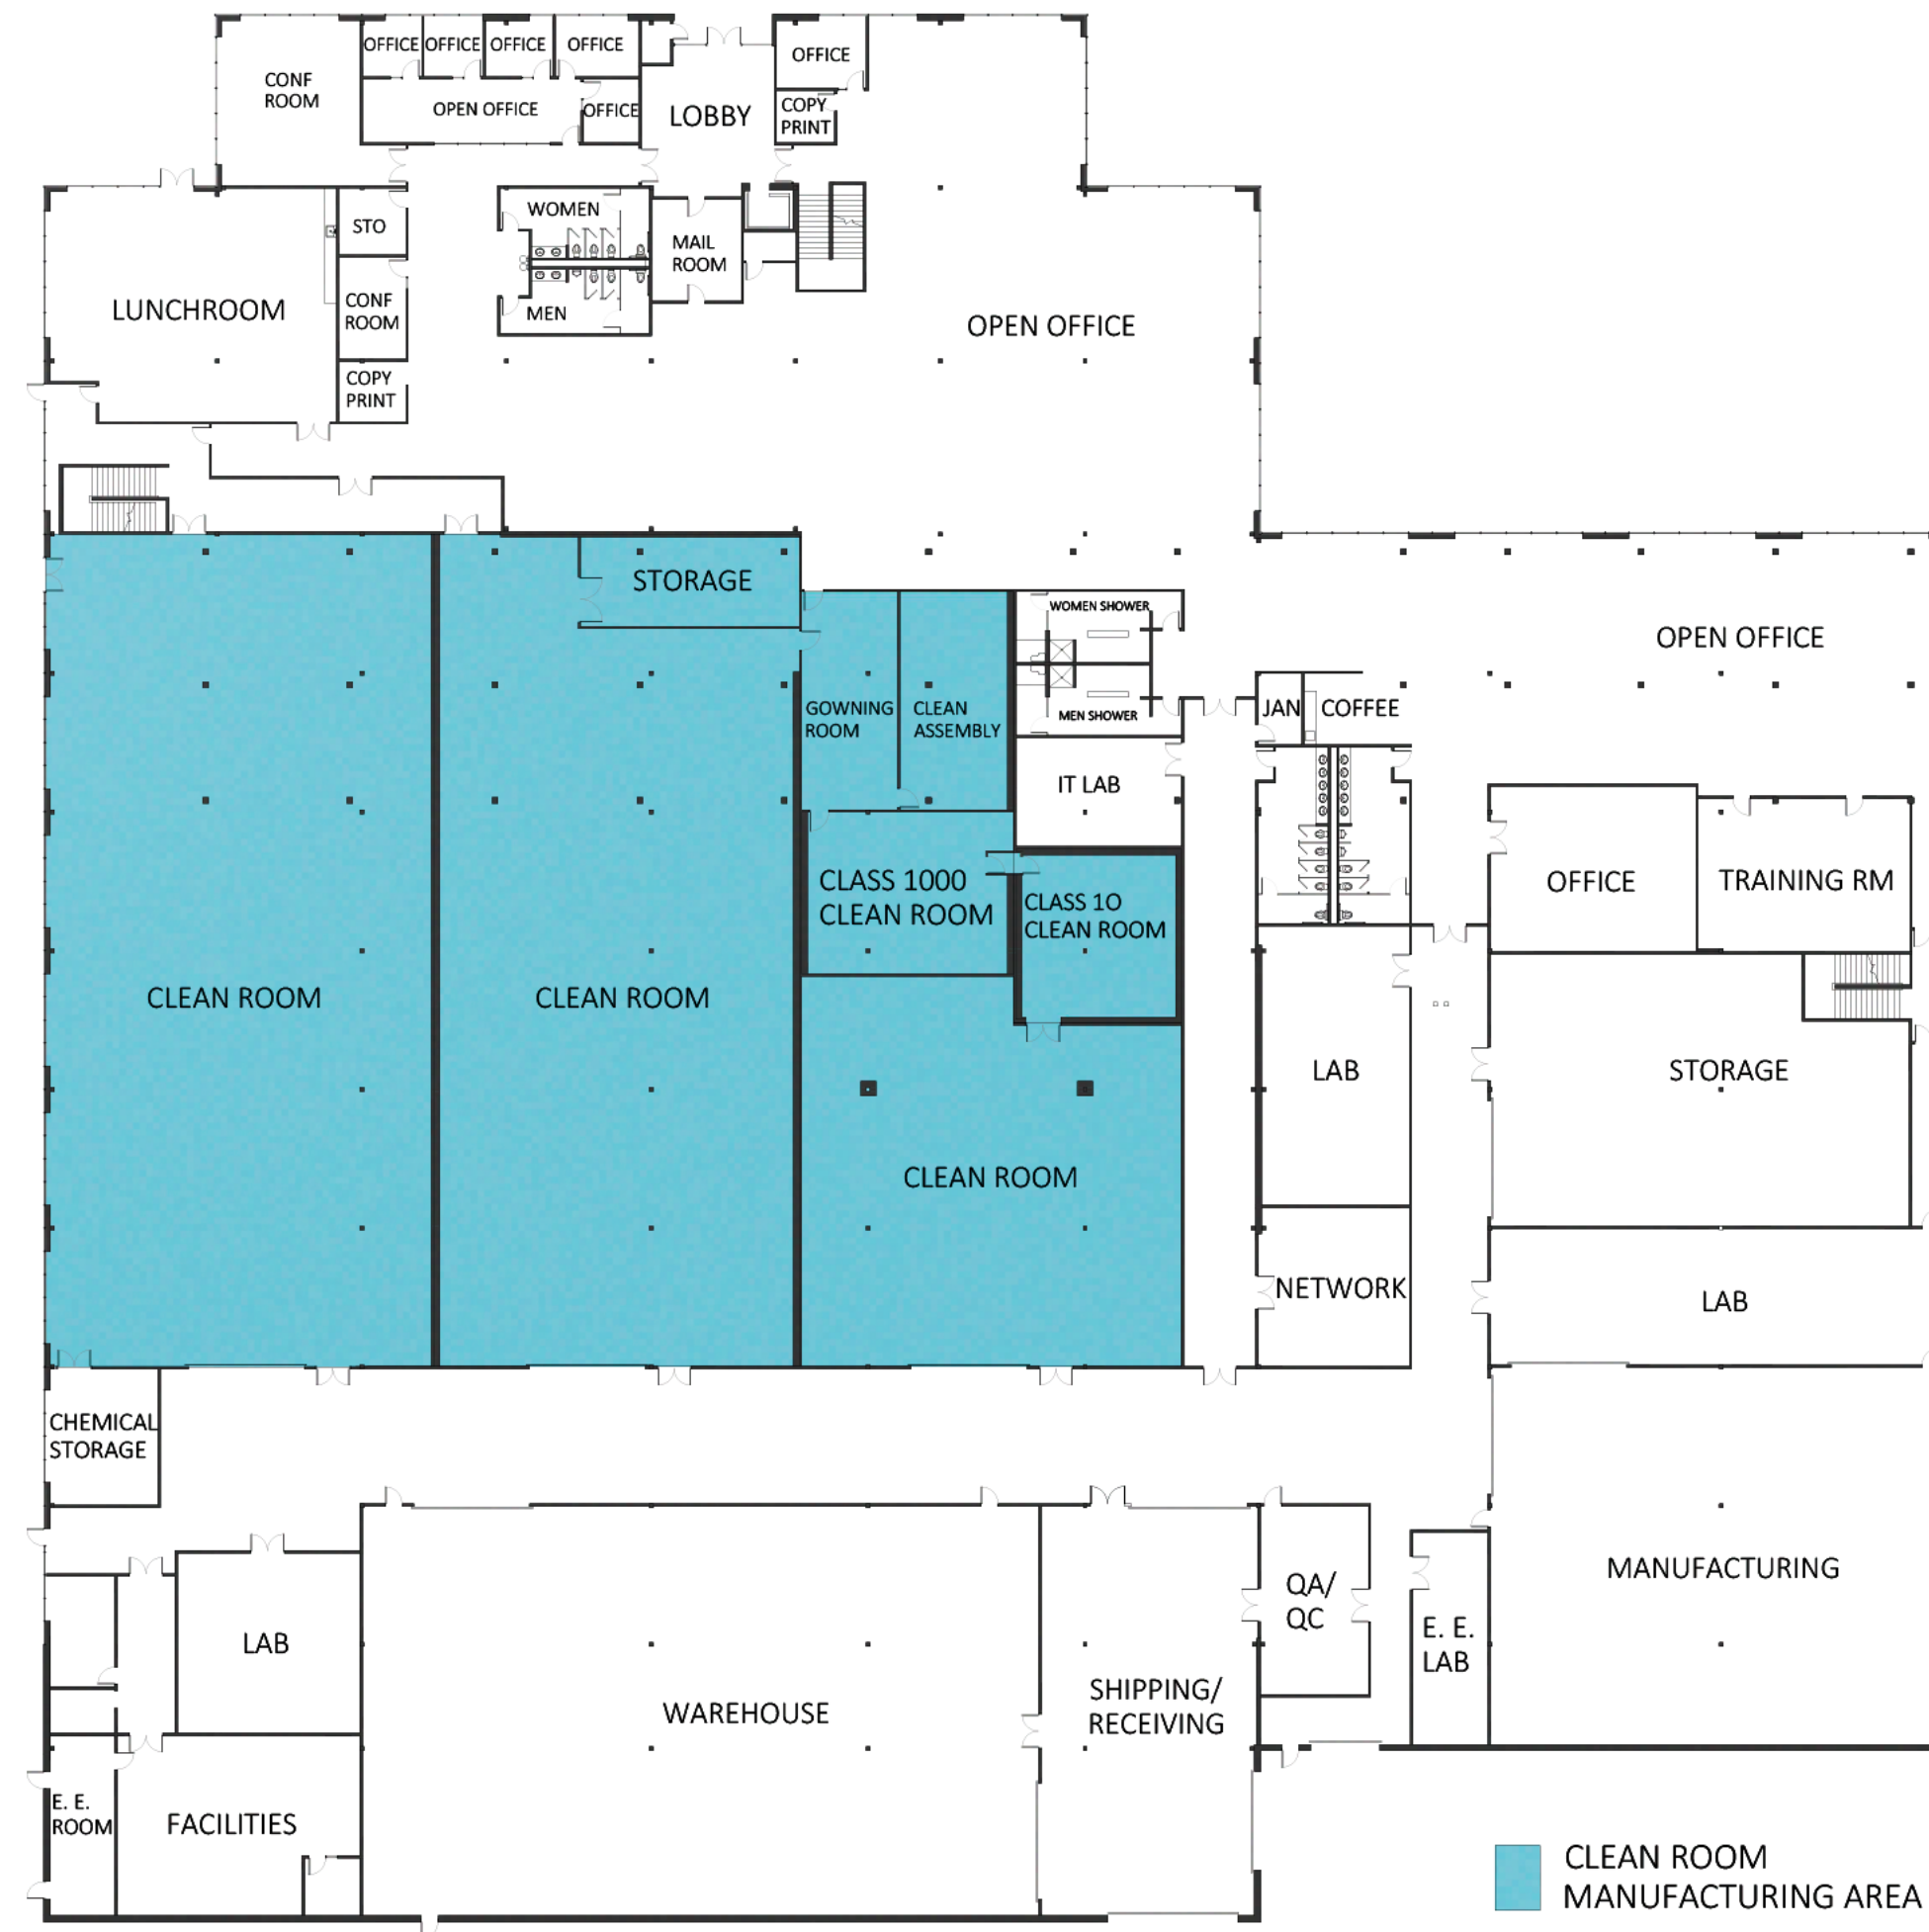 OFFICE
OFFICE
OFFICE
OFFICE
OFFICE
CONF
ROOM
OPEN OFFICE
OFFICE
LOBBY
COPY
PRINT
STO
WOMEN
MAIL
ROOM
LUNCHROOM
CONF
ROOM
MEN
OPEN OFFICE
COPY
PRINT
STORAGE
WOMEN SHOWER
OPEN OFFICE
GOWNING
ROOM
CLEAN
ASSEMBLY
MEN SHOWER
JAN
COFFEE
IT LAB
CLASS 1000
CLEAN ROOM
CLASS 1O
CLEAN ROOM
OFFICE
TRAINING RM
CLEAN ROOM
CLEAN ROOM
LAB
STORAGE
CLEAN ROOM
NETWORK
LAB
CHEMICAL
STORAGE
MANUFACTURING
QA/
QC
LAB
E. E.
LAB
WAREHOUSE
SHIPPING/
RECEIVING
E. E.
ROOM
FACILITIES
CLEAN ROOM
MANUFACTURING AREA